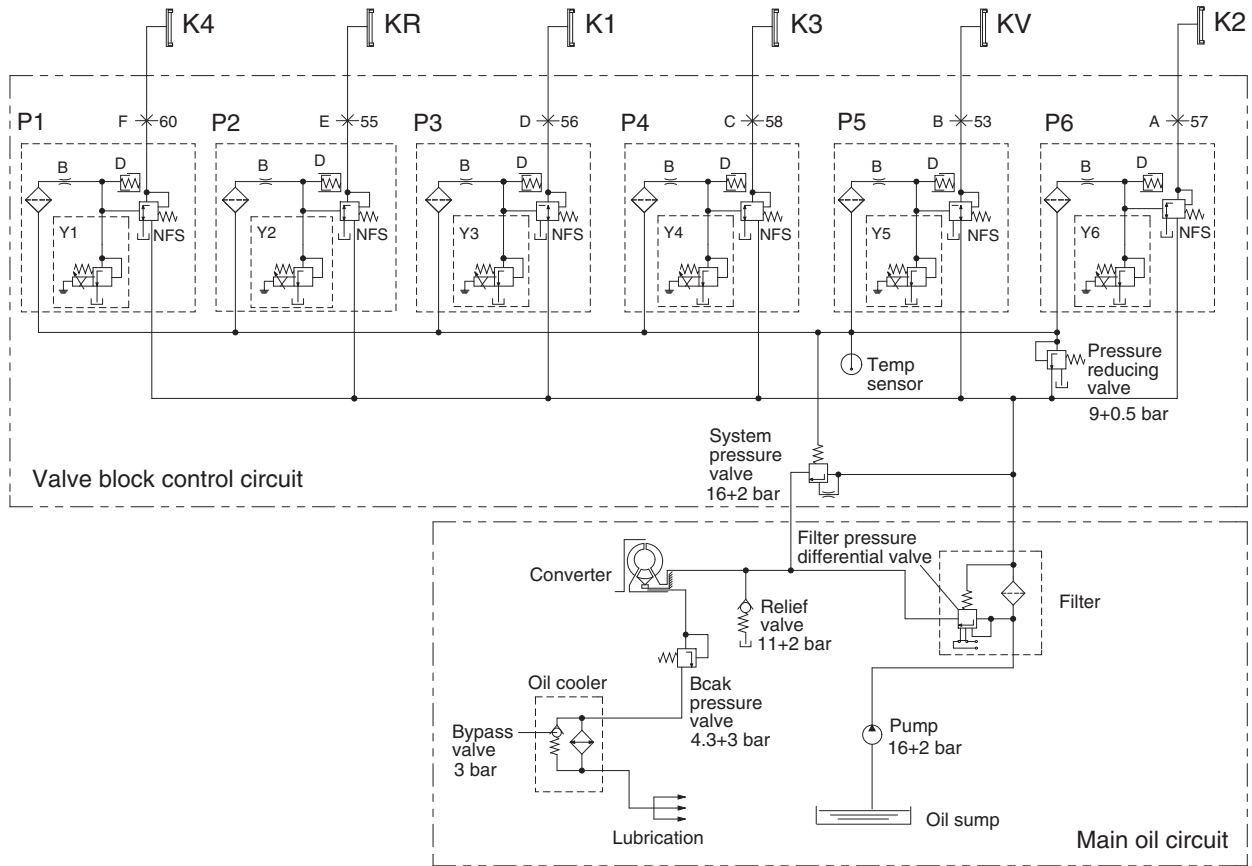 K4
KR
K1
K3
KV
K2
P1
F
60
P2
E
55
P3
D
56
P4
C
58
P5
B
53
P6
A
57
B
D
Y1
NFS
B
D
Y2
NFS
B
D
Y3
NFS
B
D
Y4
NFS
B
D
Y5
NFS
B
D
Y6
NFS
Temp
sensor
Pressure
reducing
valve
9+0.5 bar
System
pressure
valve
16+2 bar
Valve block control circuit
Filter pressure
differential valve
Converter
Relief
valve
11+2 bar
Filter
Oil cooler
Bcak
pressure
valve
4.3+3 bar
Bypass
valve
3 bar
Pump
16+2 bar
Lubrication
Oil sump
Main oil circuit